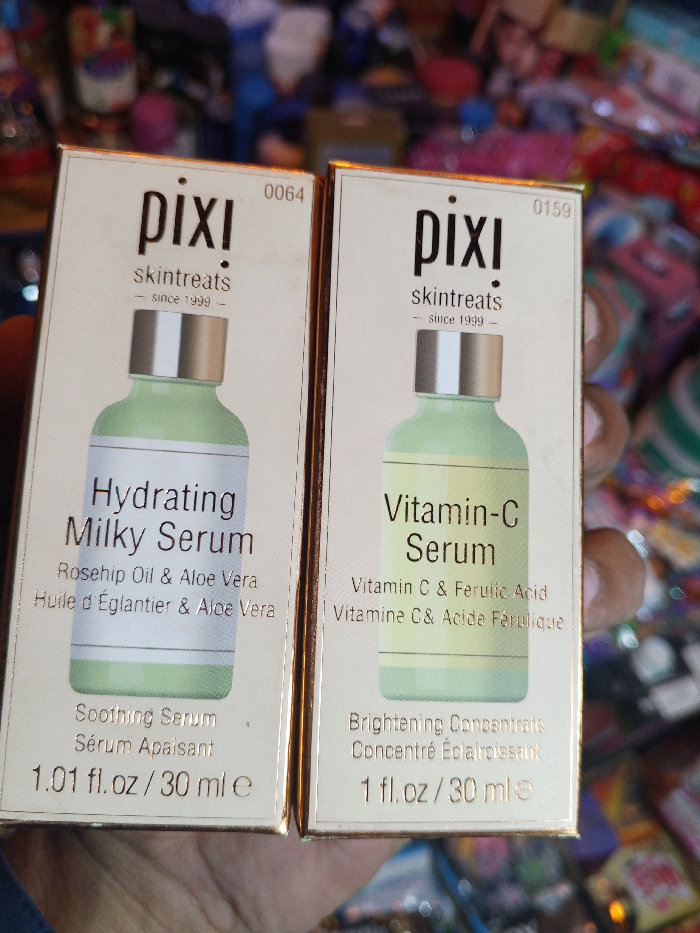 0064
pixi
skintreats
— since 1999 —
Hydrating
Milky Serum
Rosehip Oil & Aloe Vera
Huile d'Églantier & Aloe Vera
Soothing Serum
Sérum Apaisant
1.01 fl.oz / 30 ml e
0159
pixi
skintreats
— since 1999 —
Vitamin-C
Serum
Vitamin C & Ferulic Acid
Vitamine C& Acide Férulique
Brightening Concentrate
Concentré Éclaircissant
1 fl.oz / 30 ml e